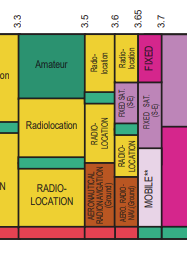 3.3
3.5
3.6
3.65
3.7
on
Amateur
Radio-
location
Radio-
location
FIXED
FIXED SAT.
(S-E)
FIXED SAT.
(S-E)
Radiolocation
RADIO-
LOCATION
RADIO-
LOCATION
N
RADIO-
LOCATION
AERONAUTICAL
RADIONAVIGATION
(Ground)
AERO. RADIO-
NAV.(Ground)
MOBILE**